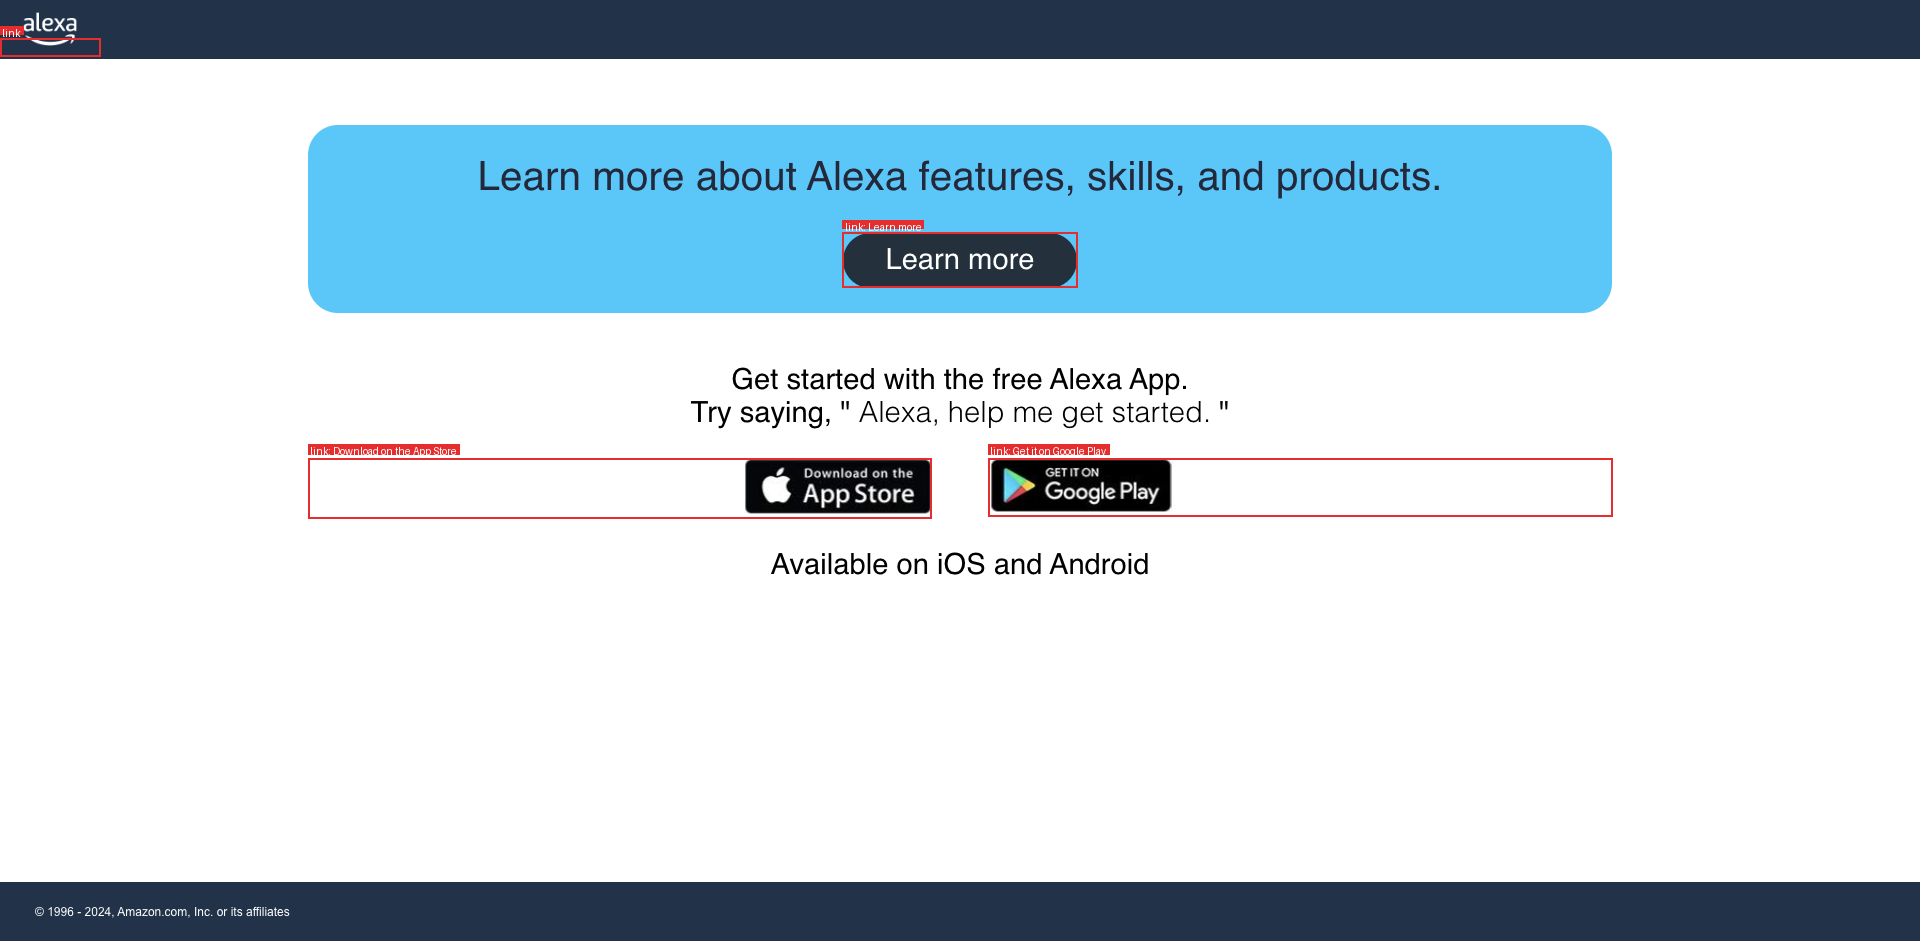 alexa
link
Learn more about Alexa features, skills, and products.
link: Learn more
Learn more
Get started with the free Alexa App.
Try saying, " Alexa, help me get started. "
link: Download on the App Store
Download on the
App Store
link: Get it on Google Play
GET IT ON
Google Play
Available on iOS and Android
© 1996 - 2024, Amazon.com, Inc. or its affiliates